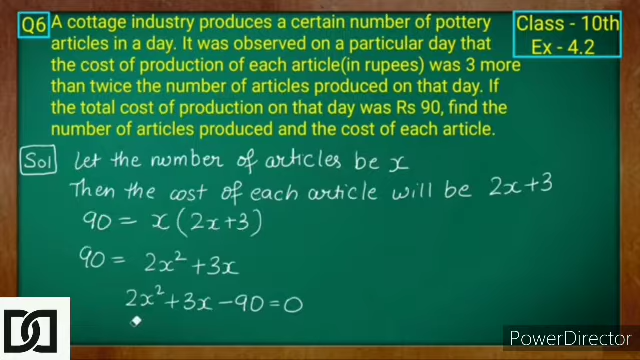 Q6 A cottage industry produces a certain number of pottery
articles in a day. It was observed on a particular day that
the cost of production of each article(in rupees) was 3 more
than twice the number of articles produced on that day. If
the total cost of production on that day was Rs 90, find the
number of articles produced and the cost of each article.
Class - 10th
Ex - 4.2
Sol Let the number of articles be x
Then the cost of each article will be 2x+3
90 = x(2x+3)
90 = 2x² +3x
2x² +3x -90 = 0
PowerDirector